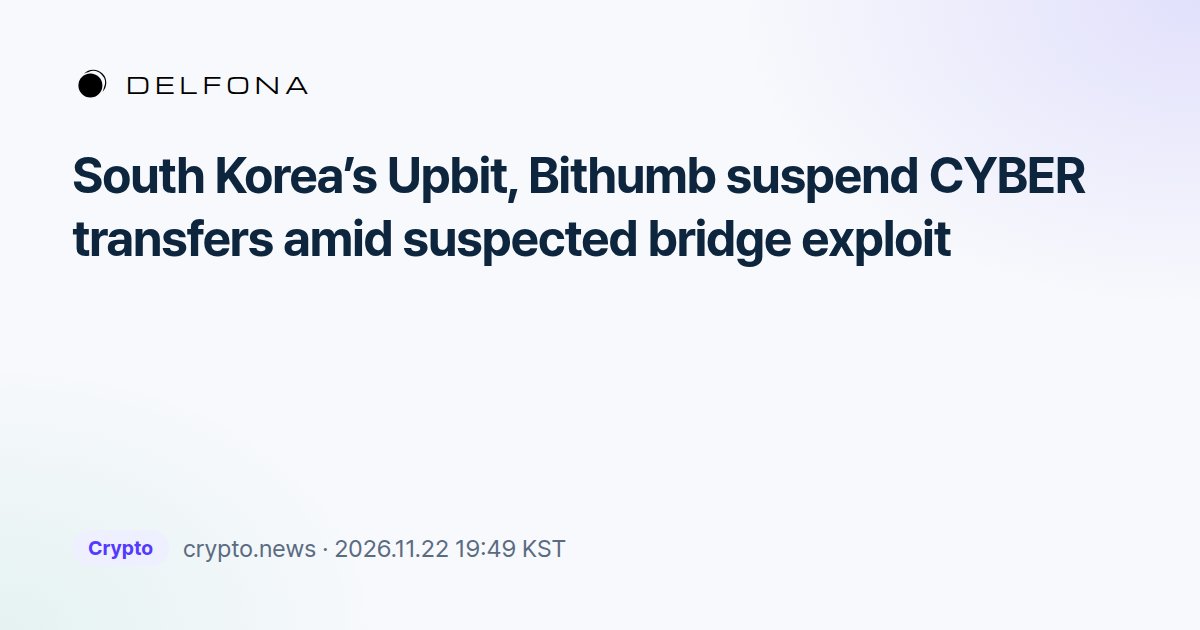 DELFONA
South Korea’s Upbit, Bithumb suspend CYBER
transfers amid suspected bridge exploit
Crypto crypto.news · 2026.11.22 19:49 KST